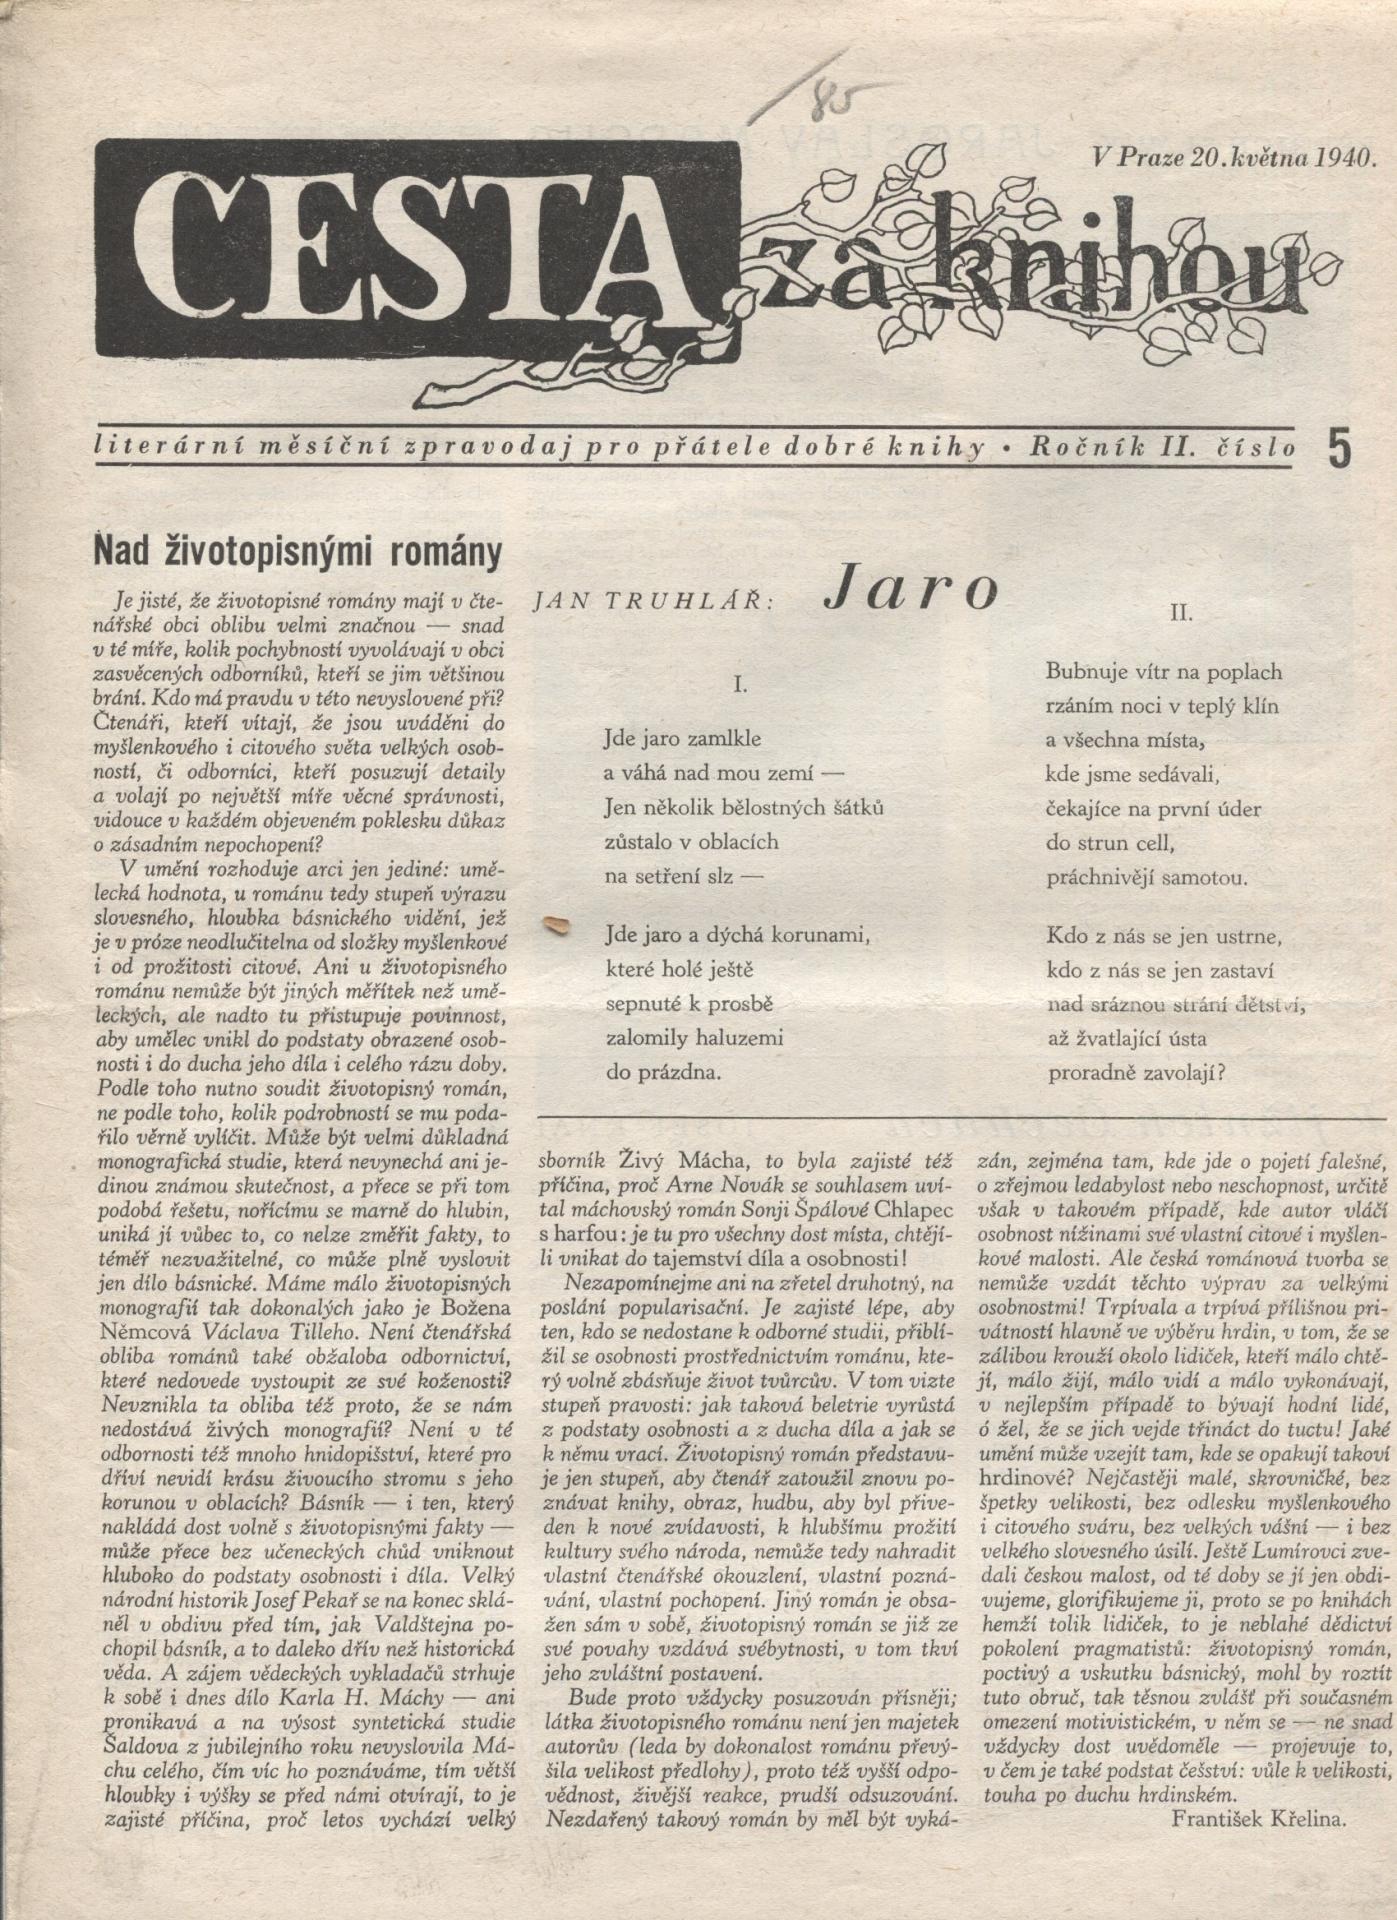 /85
V Praze 20. května 1940.
CESTA za knihou
literární měsíční zpravodaj pro přátele dobré knihy • Ročník II. číslo 5
Nad životopisnými romány
Je jisté, že životopisné romány mají v čte-
nářské obci oblibu velmi značnou — snad
v té míře, kolik pochybností vyvolávají v obci
zasvěcených odborníků, kteří se jim většinou
brání. Kdo má pravdu v této nevyslovené při?
Čtenáři, kteří vítají, že jsou uváděni do
myšlenkového i citového světa velkých osob-
ností, či odborníci, kteří posuzují detaily
a volají po největší míře věcné správnosti,
vidouce v každém objeveném poklesku důkaz
o zásadním nepochopení?
V umění rozhoduje arci jen jediné: umě-
lecká hodnota, u románu tedy stupeň výrazu
slovesného, hloubka básnického vidění, jež
je v próze neodlučitelna od složky myšlenkové
i od prožitosti citové. Ani u životopisného
románu nemůže být jiných měřítek než umě-
leckých, ale nadto tu přistupuje povinnost,
aby umělec vnikl do podstaty obrazené osob-
nosti i do ducha jeho díla i celého rázu doby.
Podle toho nutno soudit životopisný román,
ne podle toho, kolik podrobností se mu poda-
řilo věrně vylíčit. Může být velmi důkladná
monografická studie, která nevynechá ani je-
dinou známou skutečnost, a přece se při tom
podobá řešetu, nořícímu se marně do hlubin,
uniká jí vůbec to, co nelze změřit fakty, to
téměř nezvažitelné, co může plně vyslovit
jen dílo básnické. Máme málo životopisných
monografií tak dokonalých jako je Božena
Němcová Václava Tilleho. Není čtenářská
obliba románů také obžaloba odbornictví,
které nedovede vystoupit ze své koženosti?
Nevznikla ta obliba též proto, že se nám
nedostává živých monografií? Není v té
odbornosti též mnoho hnidopišství, které pro
dříví nevidí krásu živoucího stromu s jeho
korunou v oblacích? Básník — i ten, který
nakládá dost volně s životopisnými fakty —
může přece bez učeneckých chůd vniknout
hluboko do podstaty osobnosti i díla. Velký
národní historik Josef Pekař se na konec sklá-
něl v obdivu před tím, jak Valdštejna po-
chopil básník, a to daleko dřív než historická
věda. A zájem vědeckých vykladačů strhuje
k sobě i dnes dílo Karla H. Máchy — ani
pronikavá a na výsost syntetická studie
Šaldova z jubilejního roku nevyslovila Má-
chu celého, čím víc ho poznáváme, tím větší
hloubky i výšky se před námi otvírají, to je
zajisté příčina, proč letos vychází velký
JAN TRUHLÁŘ: Jaro
I.
Jde jaro zamlkle
a váhá nad mou zemí —
Jen několik bělostných šátků
zůstalo v oblacích
na setření slz —
Jde jaro a dýchá korunami,
které holé ještě
sepnuté k prosbě
zalomily haluzemi
do prázdna.
II.
Bubnuje vítr na poplach
rzáním noci v teplý klín
a všechna místa,
kde jsme sedávali,
čekajíce na první úder
do strun cell,
práchnivějí samotou.
Kdo z nás se jen ustrne,
kdo z nás se jen zastaví
nad sráznou strání dětství,
až žvatlající ústa
proradně zavolají?
sborník Živý Mácha, to byla zajisté též
příčina, proč Arne Novák se souhlasem uví-
tal máchovský román Sonji Špálové Chlapec
s harfou: je tu pro všechny dost místa, chtějí-
li vnikat do tajemství díla a osobnosti!
Nezapomínejme ani na zřetel druhotný, na
poslání popularisační. Je zajisté lépe, aby
ten, kdo se nedostane k odborné studii, přiblí-
žil se osobnosti prostřednictvím románu, kte-
rý volně zbásňuje život tvůrcův. V tom vizte
stupeň pravosti: jak taková beletrie vyrůstá
z podstaty osobnosti a z ducha díla a jak se
k němu vrací. Životopisný román představu-
je jen stupeň, aby čtenář zatoužil znovu po-
znávat knihy, obraz, hudbu, aby byl přive-
den k nové zvídavosti, k hlubšímu prožití
kultury svého národa, nemůže tedy nahradit
vlastní čtenářské okouzlení, vlastní pozná-
vání, vlastní pochopení. Jiný román je obsa-
žen sám v sobě, životopisný román se již ze
své povahy vzdává svébytnosti, v tom tkví
jeho zvláštní postavení.
Bude proto vždycky posuzován přísněji;
látka životopisného románu není jen majetek
autorův (leda by dokonalost románu převý-
šila velikost předlohy), proto též vyšší odpo-
vědnost, živější reakce, prudší odsuzování.
Nezdařený takový román by měl být vyká-
zán, zejména tam, kde jde o pojetí falešné,
o zřejmou ledabylost nebo neschopnost, určitě
však v takovém případě, kde autor vláčí
osobnost nížinami své vlastní citové i myšlen-
kové malosti. Ale česká románová tvorba se
nemůže vzdát těchto výprav za velkými
osobnostmi! Trpívala a trpívá přílišnou pri-
vátností hlavně ve výběru hrdin, v tom, že se
zálibou krouží okolo lidiček, kteří málo chtě-
jí, málo žijí, málo vidí a málo vykonávají,
v nejlepším případě to bývají hodní lidé,
ó žel, že se jich vejde třináct do tuctu! Jaké
umění může vzejít tam, kde se opakují takoví
hrdinové? Nejčastěji malé, skrovničké, bez
špetky velikosti, bez odlesku myšlenkového
i citového sváru, bez velkých vášní — i bez
velkého slovesného úsilí. Ještě Lumírovci zve-
dali českou malost, od té doby se jí jen obdi-
vujeme, glorifikujeme ji, proto se po knihách
hemží tolik lidiček, to je neblahé dědictví
pokolení pragmatistů: životopisný román,
poctivý a vskutku básnický, mohl by roztít
tuto obruč, tak těsnou zvlášť při současném
omezení motivistickém, v něm se — ne snad
vždycky dost uvědoměle — projevuje to,
v čem je také podstat češství: vůle k velikosti,
touha po duchu hrdinském.
František Křelina.